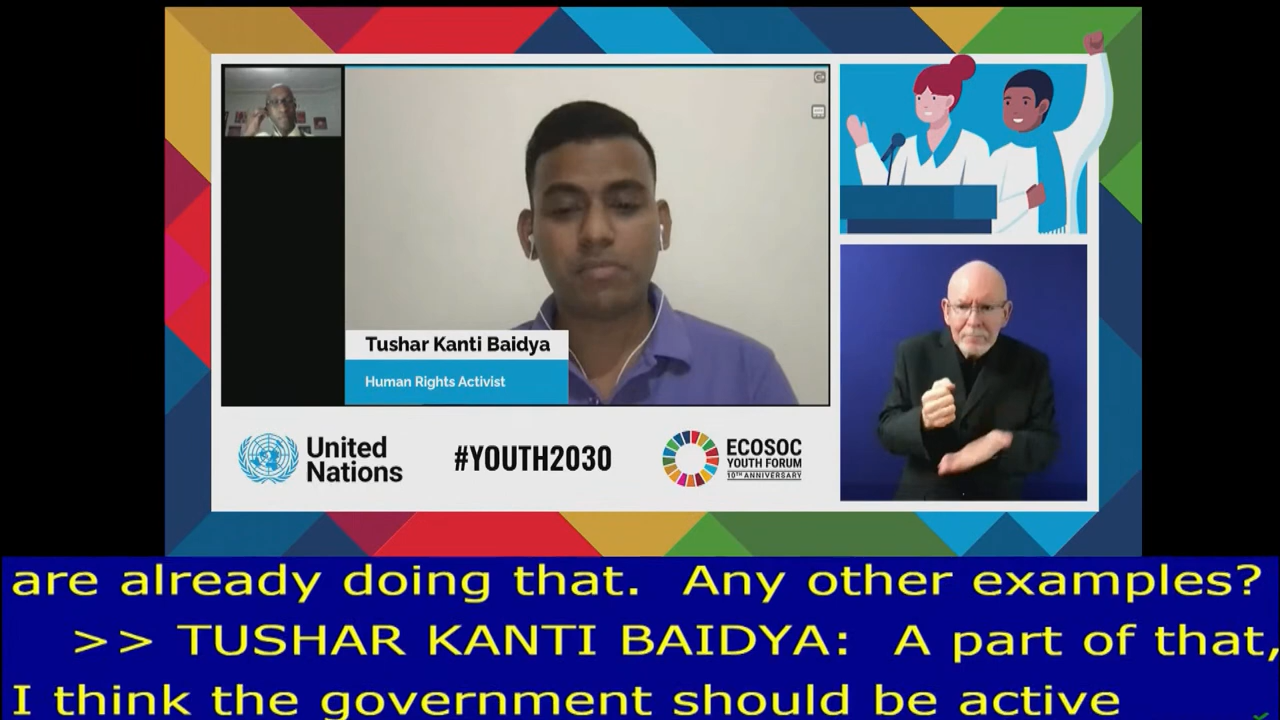 Tushar Kanti Baidya
Human Rights Activist
United
Nations
#YOUTH2030
ECOSOC
YOUTH FORUM
10TH ANNIVERSARY
are already doing that.  Any other examples?
>> TUSHAR KANTI BAIDYA:  A part of that,
I think the government should be active